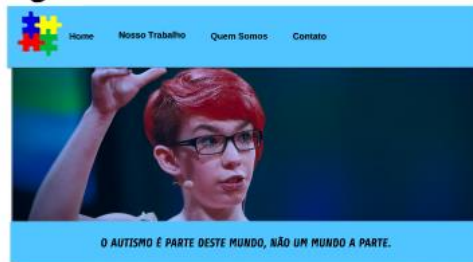 Home Nosso Trabalho Quem Somos Contato
O AUTISMO É PARTE DESTE MUNDO, NÃO UM MUNDO A PARTE.